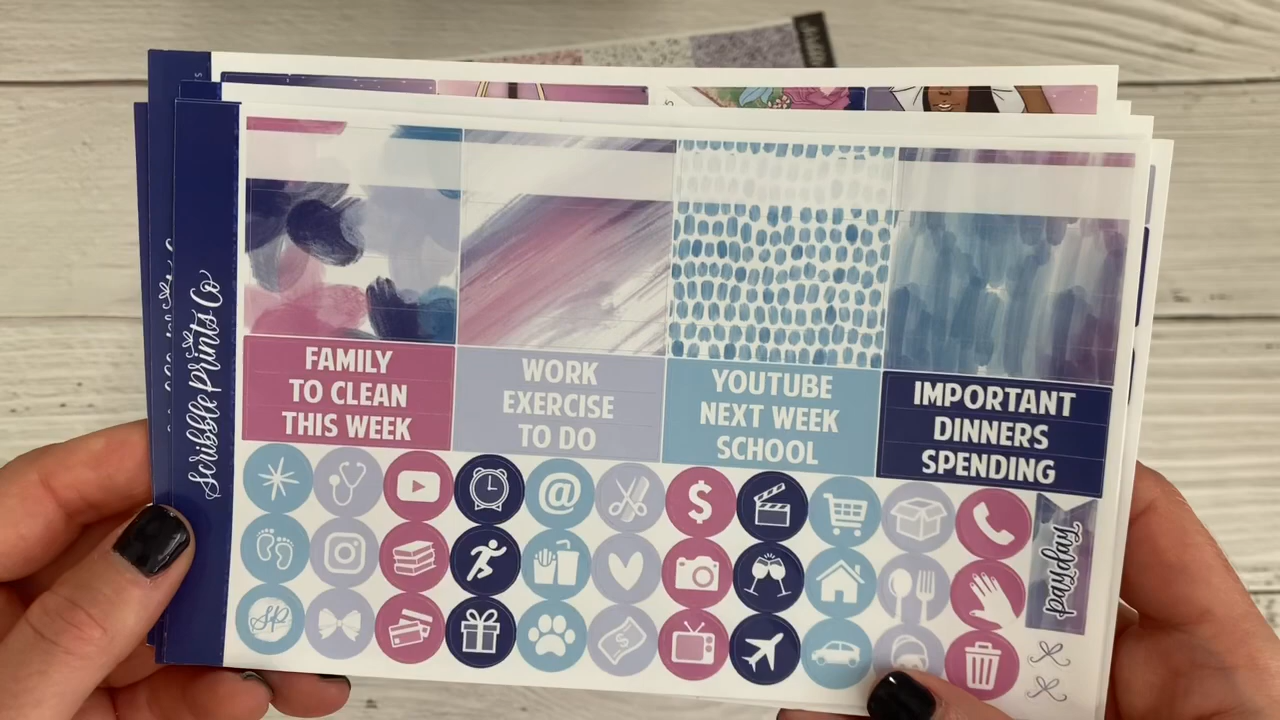 Scribble Prints Co
FAMILY
TO CLEAN
THIS WEEK
WORK
EXERCISE
TO DO
YOUTUBE
NEXT WEEK
SCHOOL
IMPORTANT
DINNERS
SPENDING
@
$
SP
$
payday